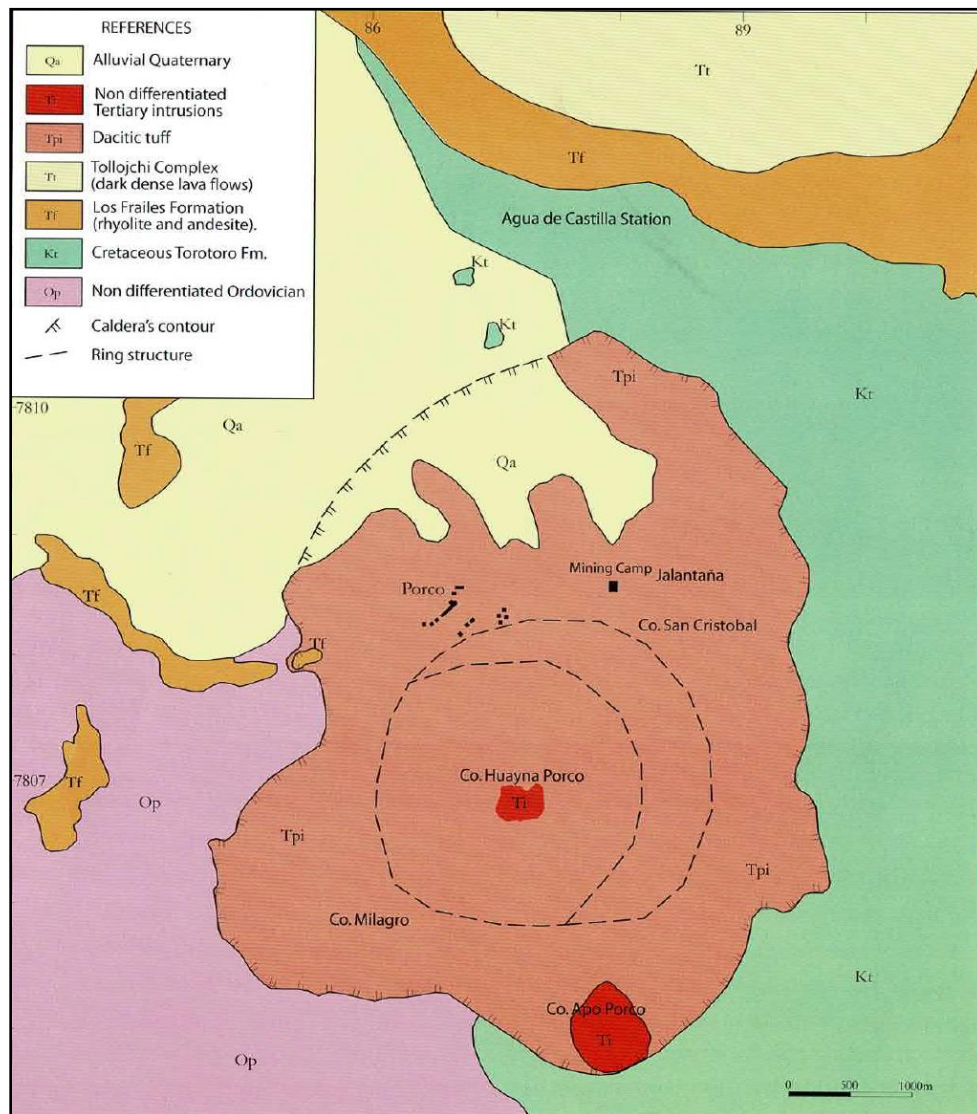 REFERENCES
Qa Alluvial Quaternary
Ti Non differentiated
Tertiary intrusions
Tpi Dacitic tuff
Tt Tollojchi Complex
(dark dense lava flows)
Tf Los Frailes Formation
(rhyolite and andesite).
Kt Cretaceous Torotoro Fm.
Op Non differentiated Ordovician
Caldera's contour
Ring structure
86
89
Tt
Tf
Agua de Castilla Station
Kt
Kt
Tpi
Kt
7810
Qa
Tf
Qa
Mining Camp
Jalantaña
Porco
Tf
Co. San Cristobal
Tf
Co. Huayna Porco
7807
Tf
Ti
Op
Tpi
Tpi
Co. Milagro
Kt
Co. Apo Porco
Ti
Op
0 500 1000m